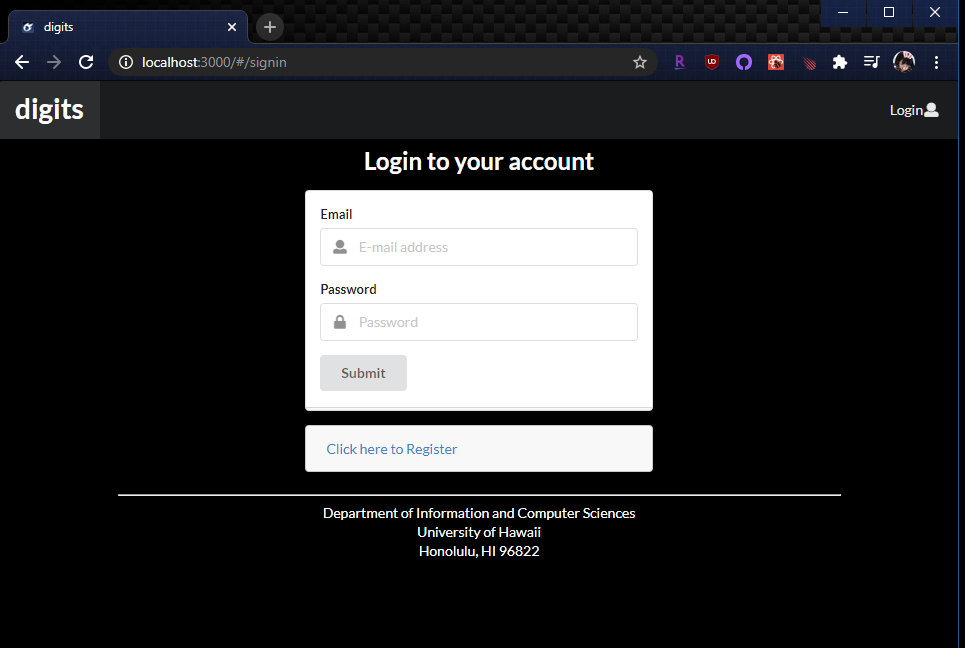 digits
localhost:3000/#/signin
R
UD
digits
Login
Login to your account
Email
E-mail address
Password
Password
Submit
Click here to Register
Department of Information and Computer Sciences
University of Hawaii
Honolulu, HI 96822